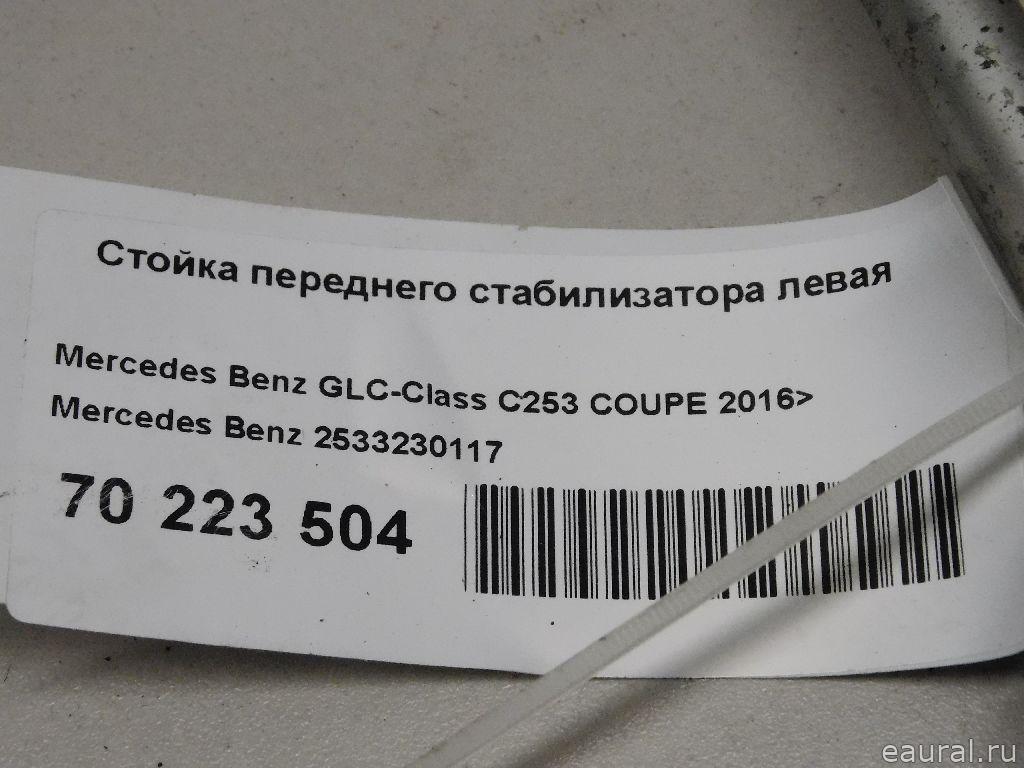 Стойка переднего стабилизатора левая
Mercedes Benz GLC-Class C253 COUPE 2016>
Mercedes Benz 2533230117
70 223 504
eaural.ru